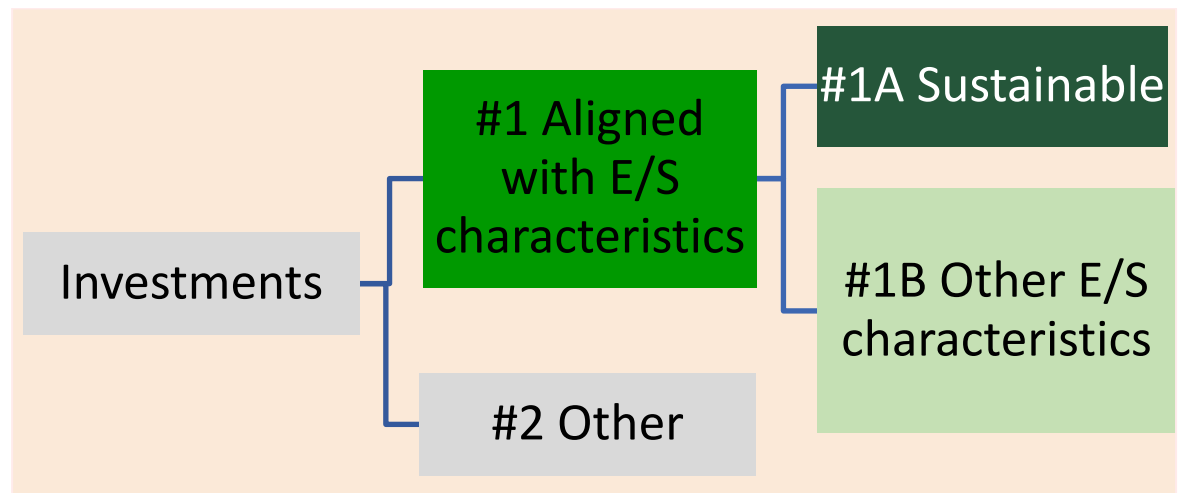 Investments
#1 Aligned
with E/S
characteristics
#2 Other
#1A Sustainable
#1B Other E/S
characteristics